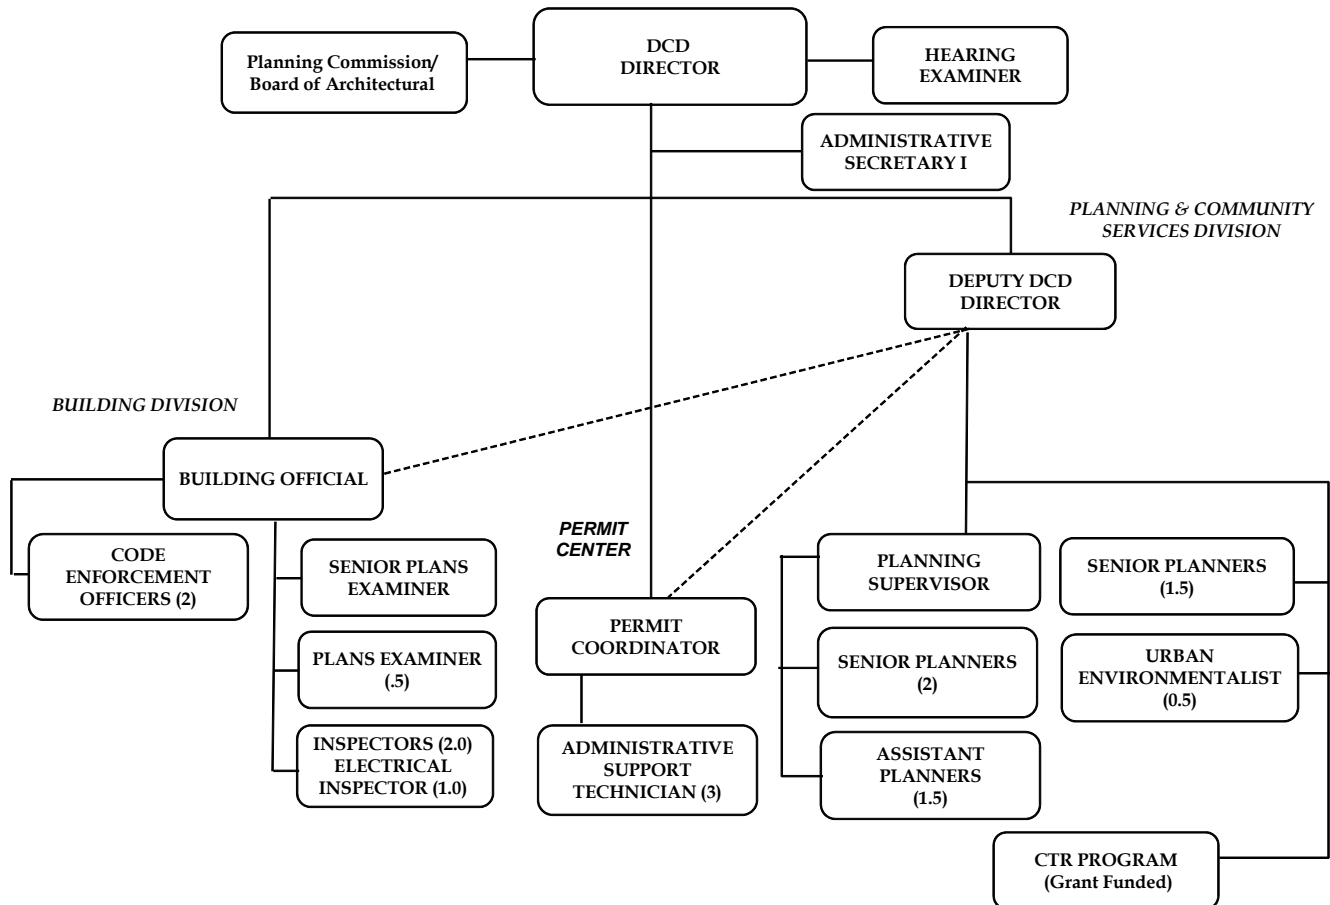 DCD
DIRECTOR
Planning Commission/
Board of Architectural
HEARING
EXAMINER
ADMINISTRATIVE
SECRETARY I
PLANNING & COMMUNITY
SERVICES DIVISION
DEPUTY DCD
DIRECTOR
BUILDING DIVISION
BUILDING OFFICIAL
CODE
ENFORCEMENT
OFFICERS (2)
SENIOR PLANS
EXAMINER
PLANS EXAMINER
(.5)
INSPECTORS (2.0)
ELECTRICAL
INSPECTOR (1.0)
PERMIT
CENTER
PERMIT
COORDINATOR
ADMINISTRATIVE
SUPPORT
TECHNICIAN (3)
PLANNING
SUPERVISOR
SENIOR PLANNERS
(2)
ASSISTANT
PLANNERS
(1.5)
SENIOR PLANNERS
(1.5)
URBAN
ENVIRONMENTALIST
(0.5)
CTR PROGRAM
(Grant Funded)